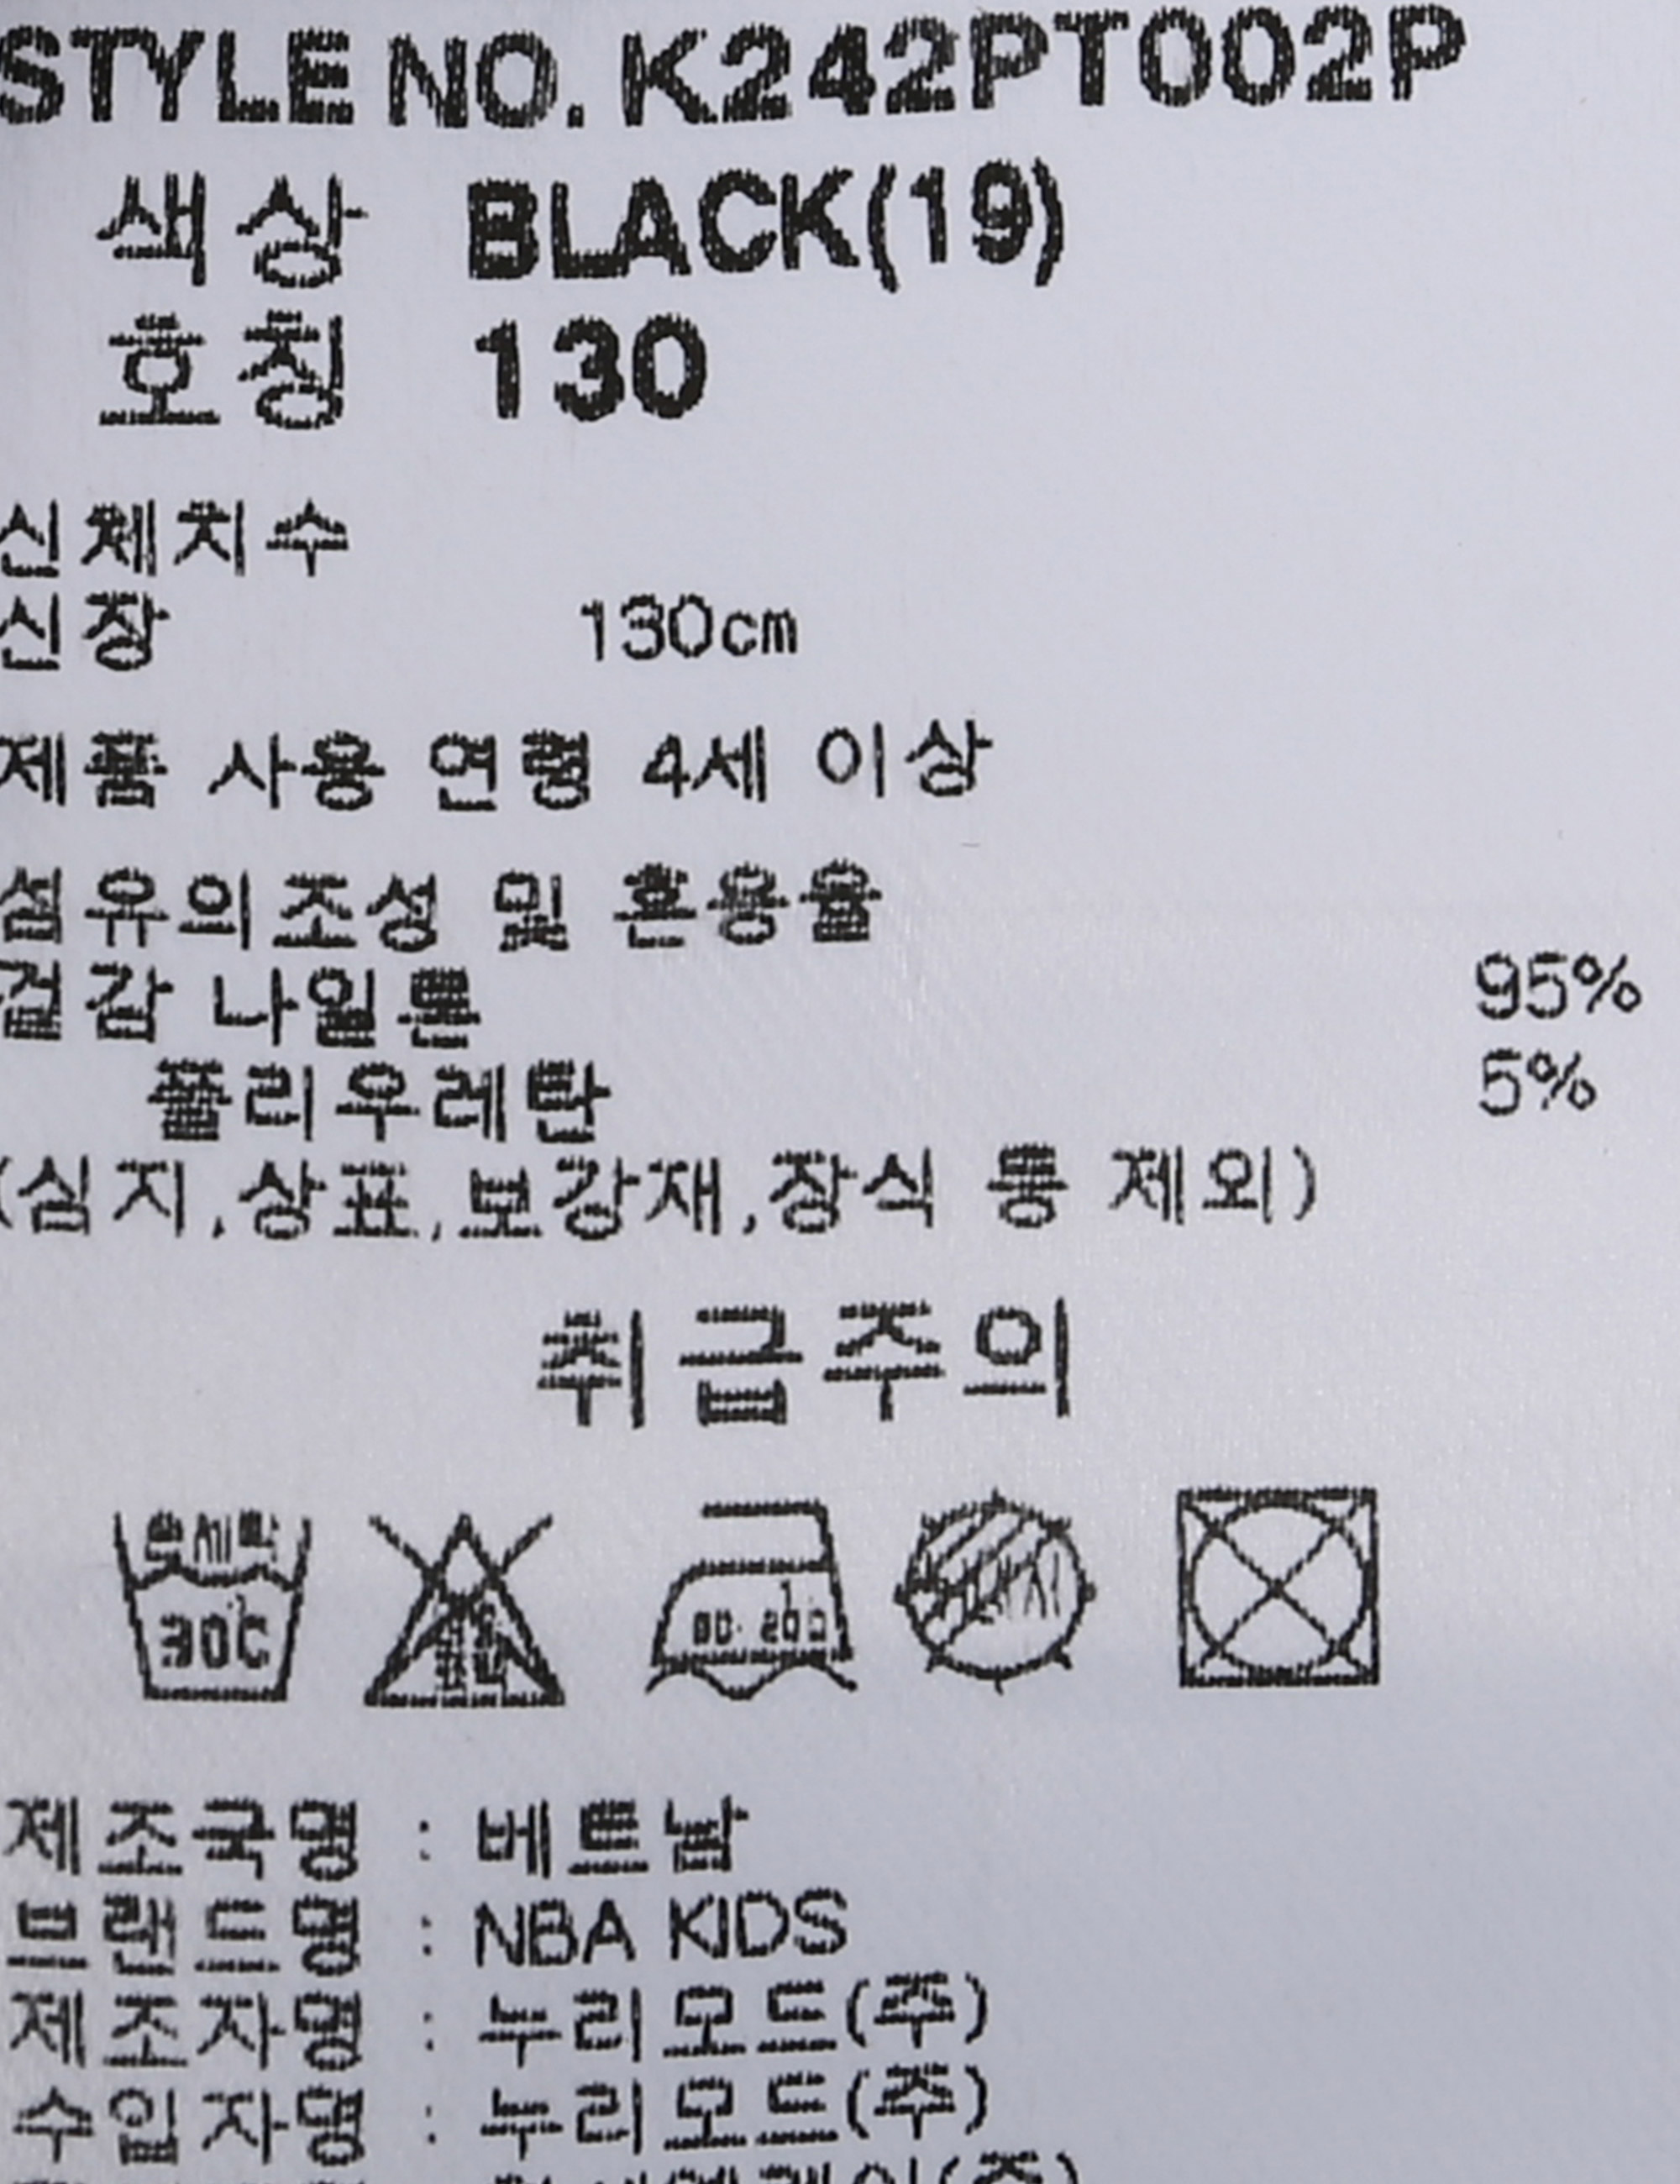 STYLE NO. K242PT002P
색상 BLACK(19)
호칭 130
신체치수
신장 130cm
제품 사용 연령 4세 이상
섬유의조성 및 혼용율
겉감 나일론 95%
폴리우레탄 5%
(심지,상표,보강재,장식 등 제외)
취급주의
손세탁
30℃
제조국명 : 베트남
브랜드명 : NBA KIDS
제조자명 : 누리모드(주)
수입자명 : 누리모드(주)